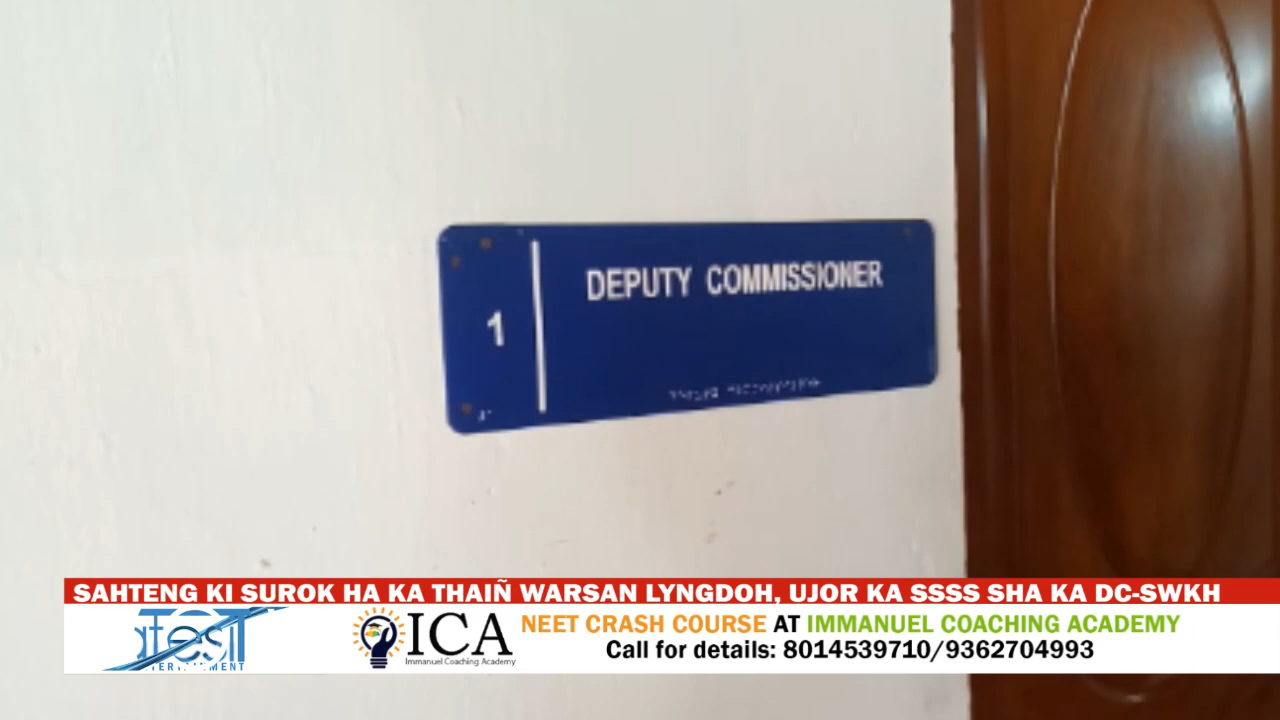 DEPUTY COMMISSIONER
1
SAHTENG KI SUROK HA KA THAIÑ WARSAN LYNGDOH, UJOR KA SSSS SHA KA DC-SWKH
ICA
Immanuel Coaching Academy
NEET CRASH COURSE AT IMMANUEL COACHING ACADEMY
Call for details: 8014539710/9362704993